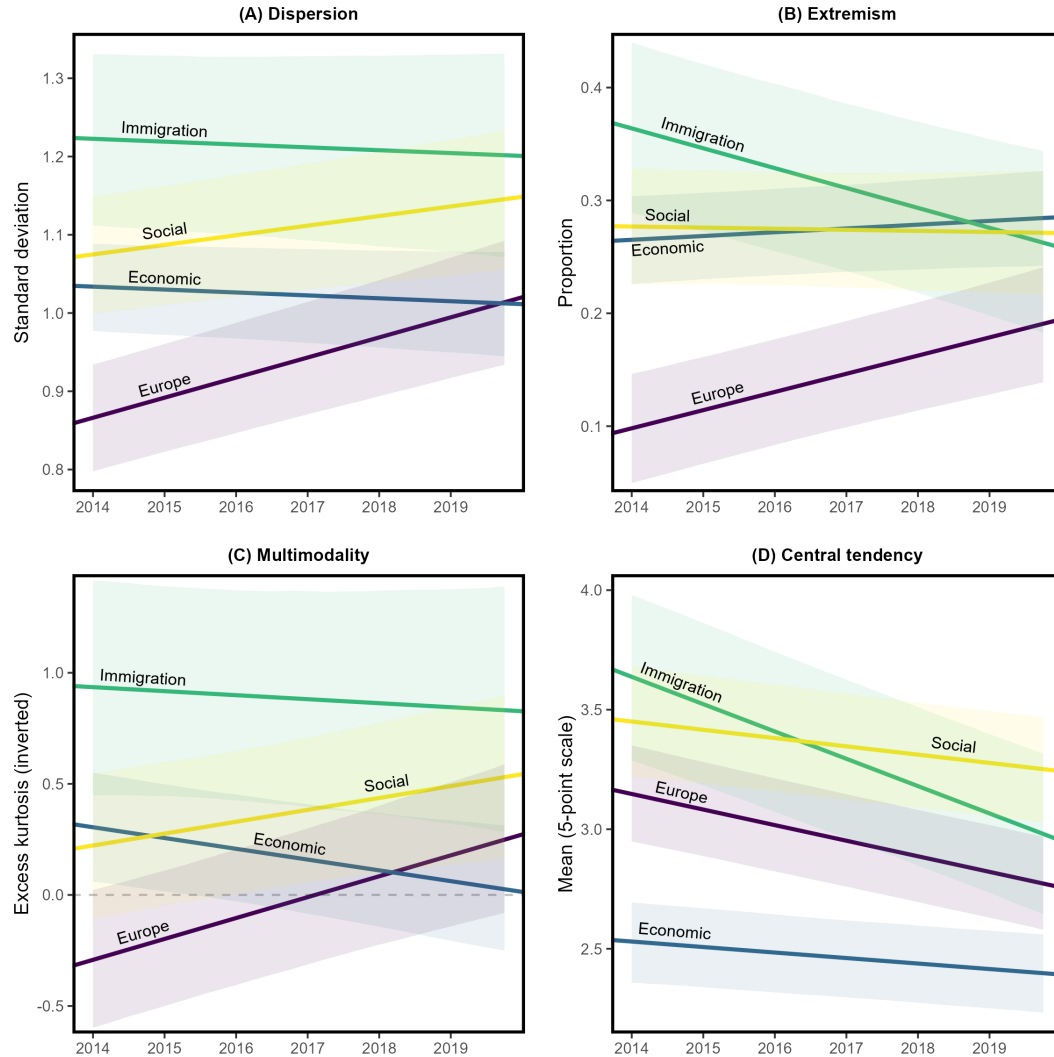 (A) Dispersion
Standard deviation
1.3
1.2
1.1
1.0
0.9
0.8
Immigration
Social
Economic
Europe
2014 2015 2016 2017 2018 2019
(B) Extremism
Proportion
0.4
0.3
0.2
0.1
Immigration
Social
Economic
Europe
2014 2015 2016 2017 2018 2019
(C) Multimodality
Excess kurtosis (inverted)
1.0
0.5
0.0
-0.5
Immigration
Social
Economic
Europe
2014 2015 2016 2017 2018 2019
(D) Central tendency
Mean (5-point scale)
4.0
3.5
3.0
2.5
Immigration
Social
Europe
Economic
2014 2015 2016 2017 2018 2019